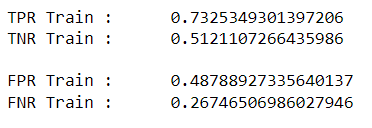 TPR Train :      0.7325349301397206
TNR Train :      0.5121107266435986
FPR Train :      0.48788927335640137
FNR Train :      0.26746506986027946